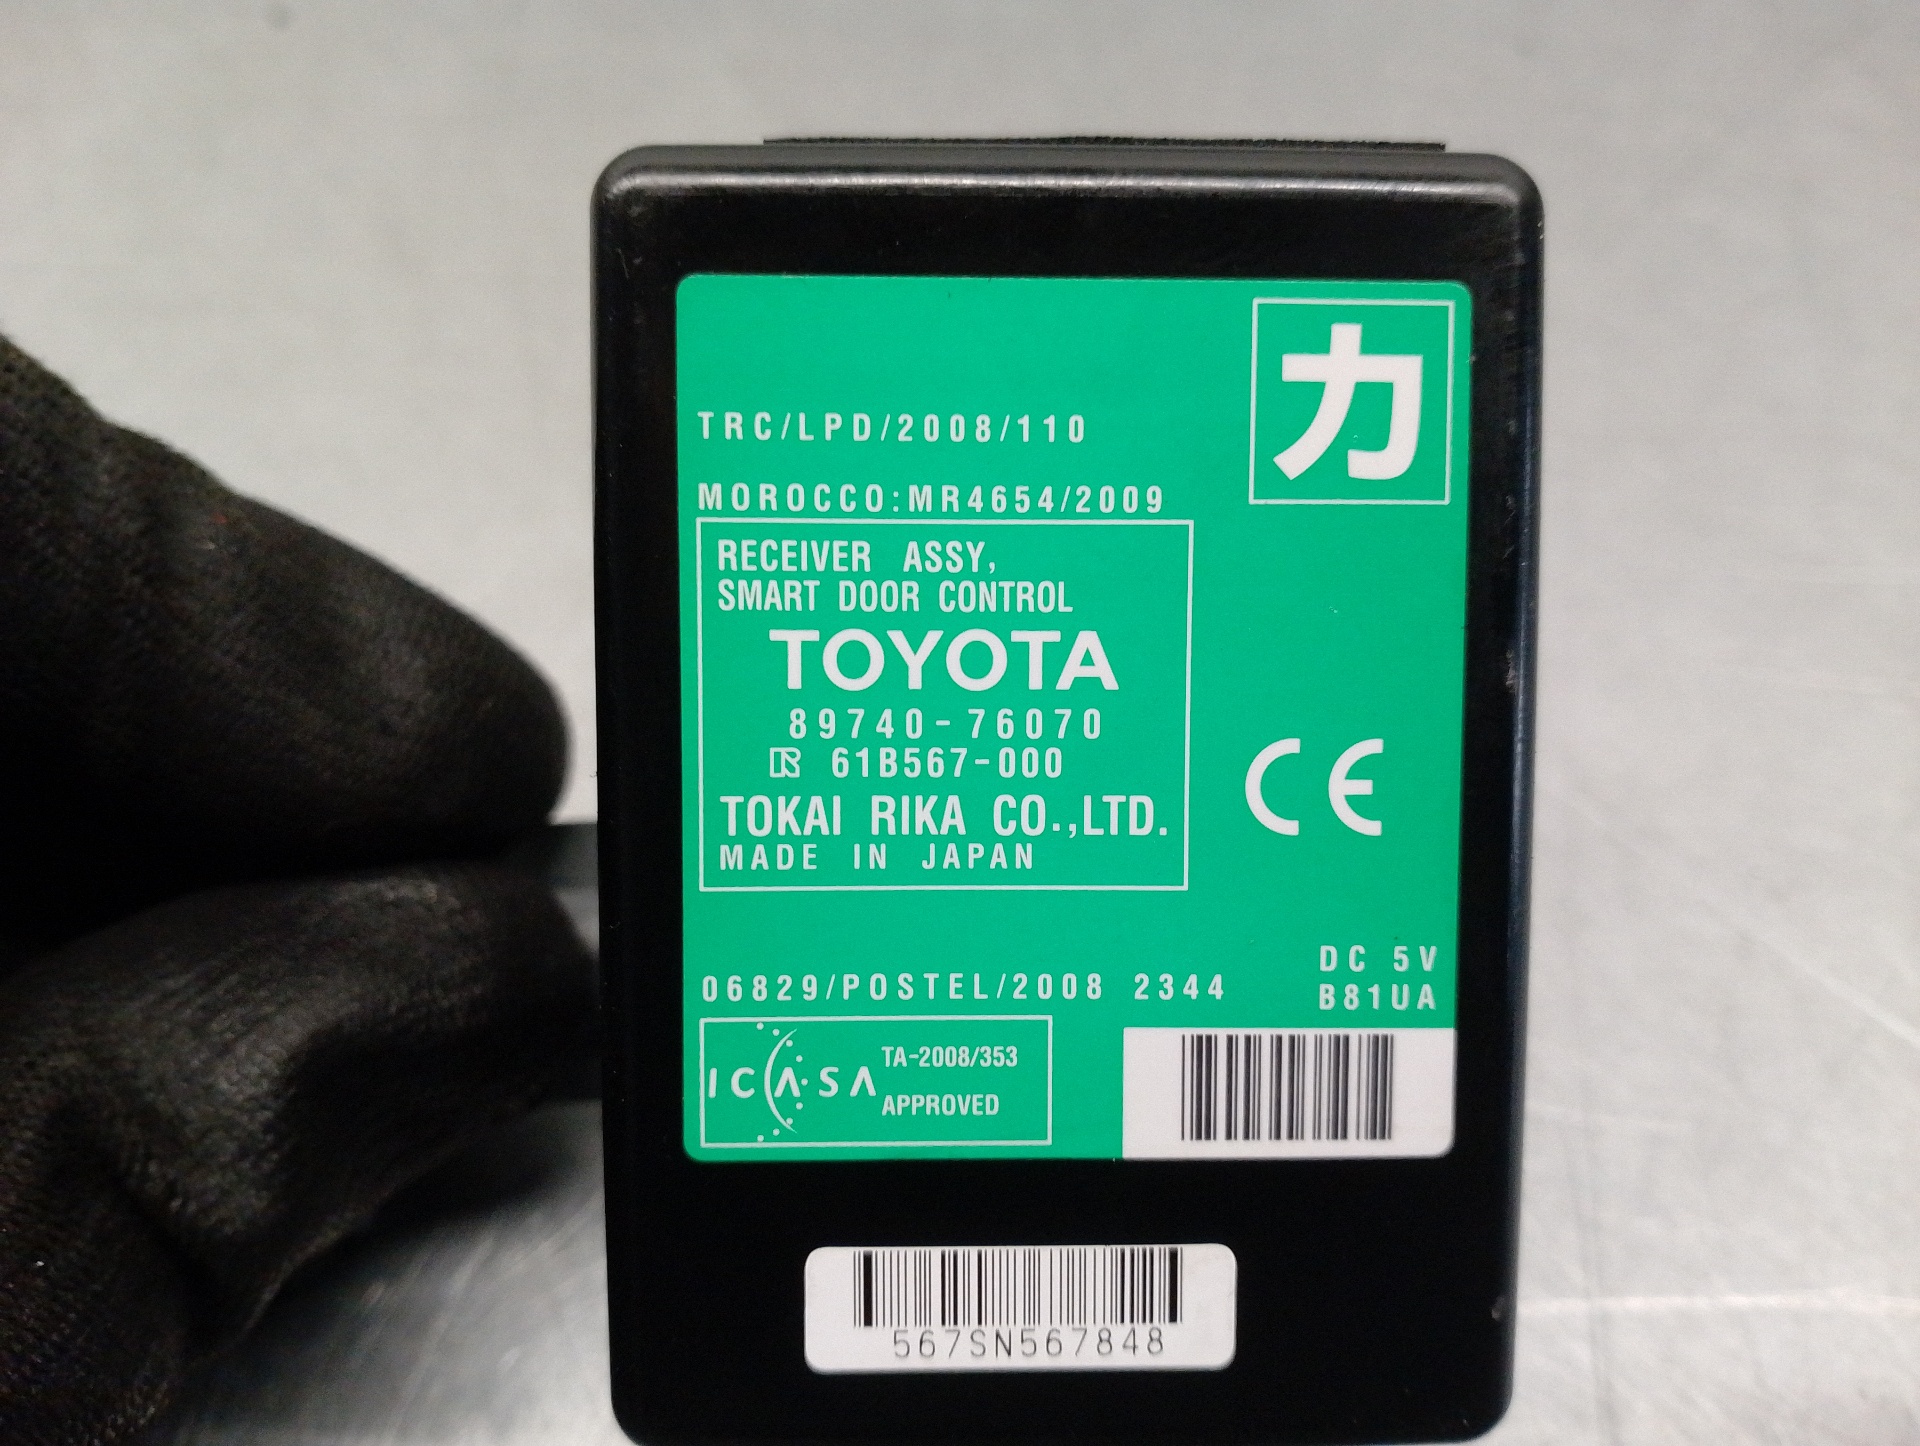 力
TRC/LPD/2008/110
MOROCCO:MR4654/2009
RECEIVER ASSY,
SMART DOOR CONTROL
TOYOTA
89740-76070
61B567-000
TOKAI RIKA CO.,LTD.
MADE IN JAPAN
CE
DC 5V
B81UA
06829/POSTEL/2008 2344
ICASA
TA-2008/353
APPROVED
567SN567848